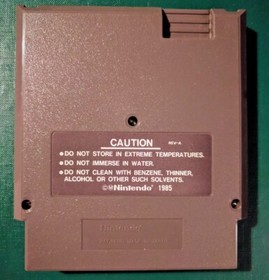 CAUTION REV-A
●DO NOT STORE IN EXTREME TEMPERATURES.
●DO NOT IMMERSE IN WATER.
●DO NOT CLEAN WITH BENZENE, THINNER,
ALCOHOL OR OTHER SUCH SOLVENTS.
©®Nintendo® 1985